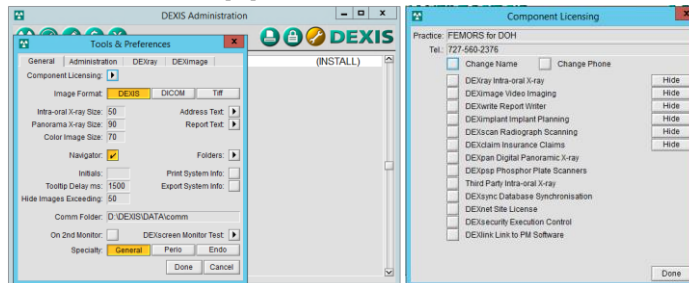 DEXIS Administration
DEXIS
(INSTALL)
Tools & Preferences
General Administration DEXray DEXimage
Component Licensing:
Image Format: DEXIS DICOM Tiff
Intra-oral X-ray Size: 50 Address Text:
Panorama X-ray Size: 90 Report Text:
Color Image Size: 70
Navigator: Folders:
Initials: Print System Info:
Tooltip Delay ms: 1500 Export System Info:
Hide Images Exceeding: 50
Comm Folder: D:\DEXIS\DATA\comm
On 2nd Monitor: DEXscreen Monitor Test:
Specialty: General Perio Endo
Done Cancel
Component Licensing
Practice: FEMORS for DOH
Tel.: 727-560-2376
Change Name Change Phone
DEXray Intra-oral X-ray Hide
DEXimage Video Imaging Hide
DEXwrite Report Writer Hide
DEXimplant Implant Planning Hide
DEXscan Radiograph Scanning Hide
DEXclaim Insurance Claims Hide
DEXpan Digital Panoramic X-ray
DEXpsp Phosphor Plate Scanners
Third Party Intra-oral X-ray
DEXsync Database Synchronisation
DEXnet Site License
DEXsecurity Execution Control
DEXlink Link to PM Software
Done